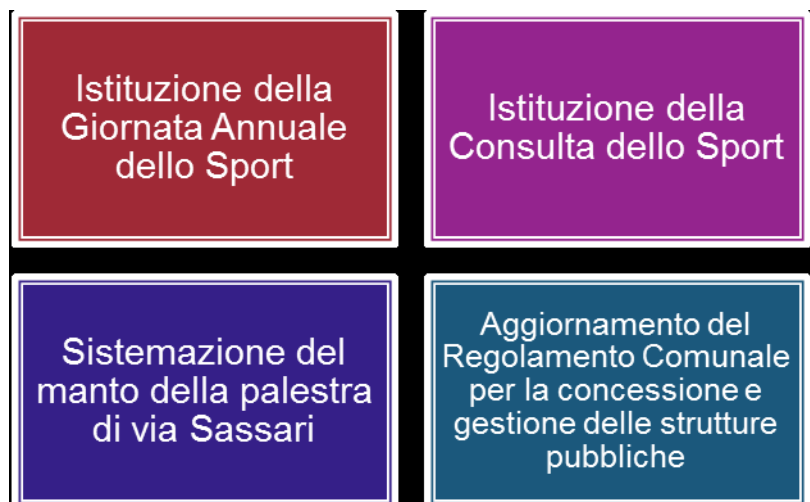 Istituzione della
Giornata Annuale
dello Sport
Istituzione della
Consulta dello Sport
Sistemazione del
manto della palestra
di via Sassari
Aggiornamento del
Regolamento Comunale
per la concessione e
gestione delle strutture
pubbliche